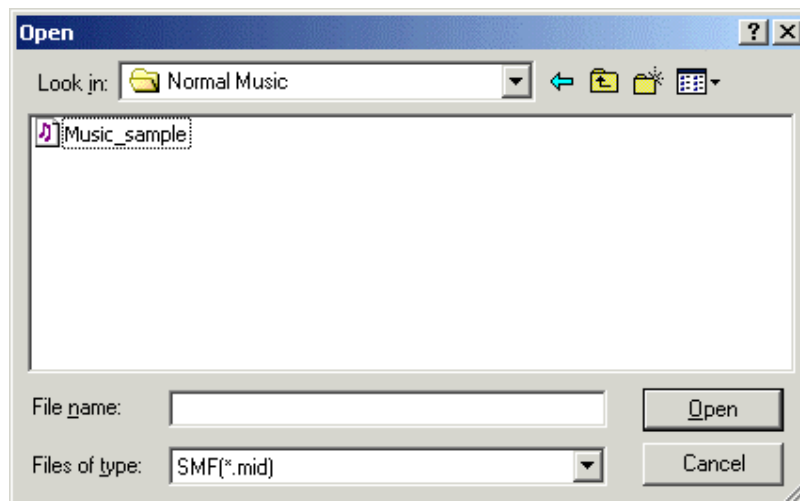 Open
Look in: Normal Music
Music_sample
File name: Open
Files of type: SMF(*.mid) Cancel